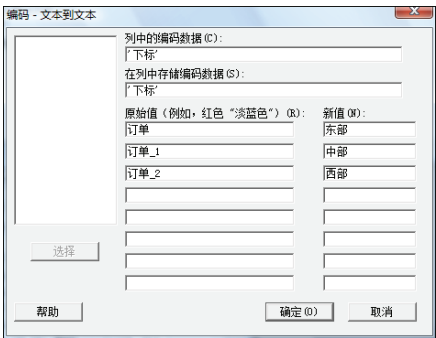 编码 - 文本到文本
列中的编码数据(C):
'下标'
在列中存储编码数据(S):
'下标'
原始值（例如，红色 “淡蓝色”）(R): 新值(N):
订单 东部
订单_1 中部
订单_2 西部
选择
帮助 确定(O) 取消